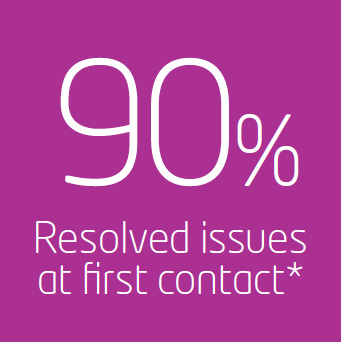 90%
Resolved issues
at first contact*